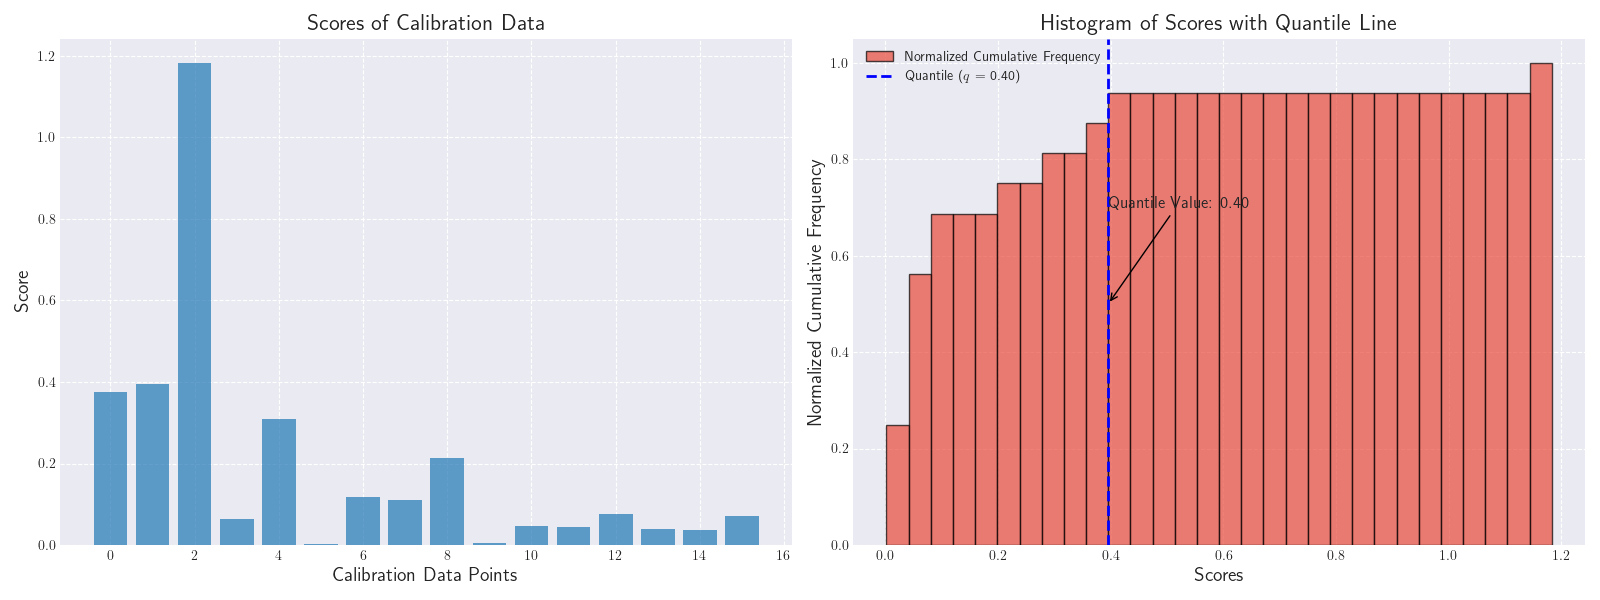 Scores of Calibration Data
1.2
1.0
0.8
0.6
0.4
0.2
0.0
Score
0 2 4 6 8 10 12 14 16
Calibration Data Points
Histogram of Scores with Quantile Line
Normalized Cumulative Frequency
Quantile (q = 0.40)
1.0
0.8
0.6
0.4
0.2
0.0
Normalized Cumulative Frequency
Quantile Value: 0.40
0.0 0.2 0.4 0.6 0.8 1.0 1.2
Scores